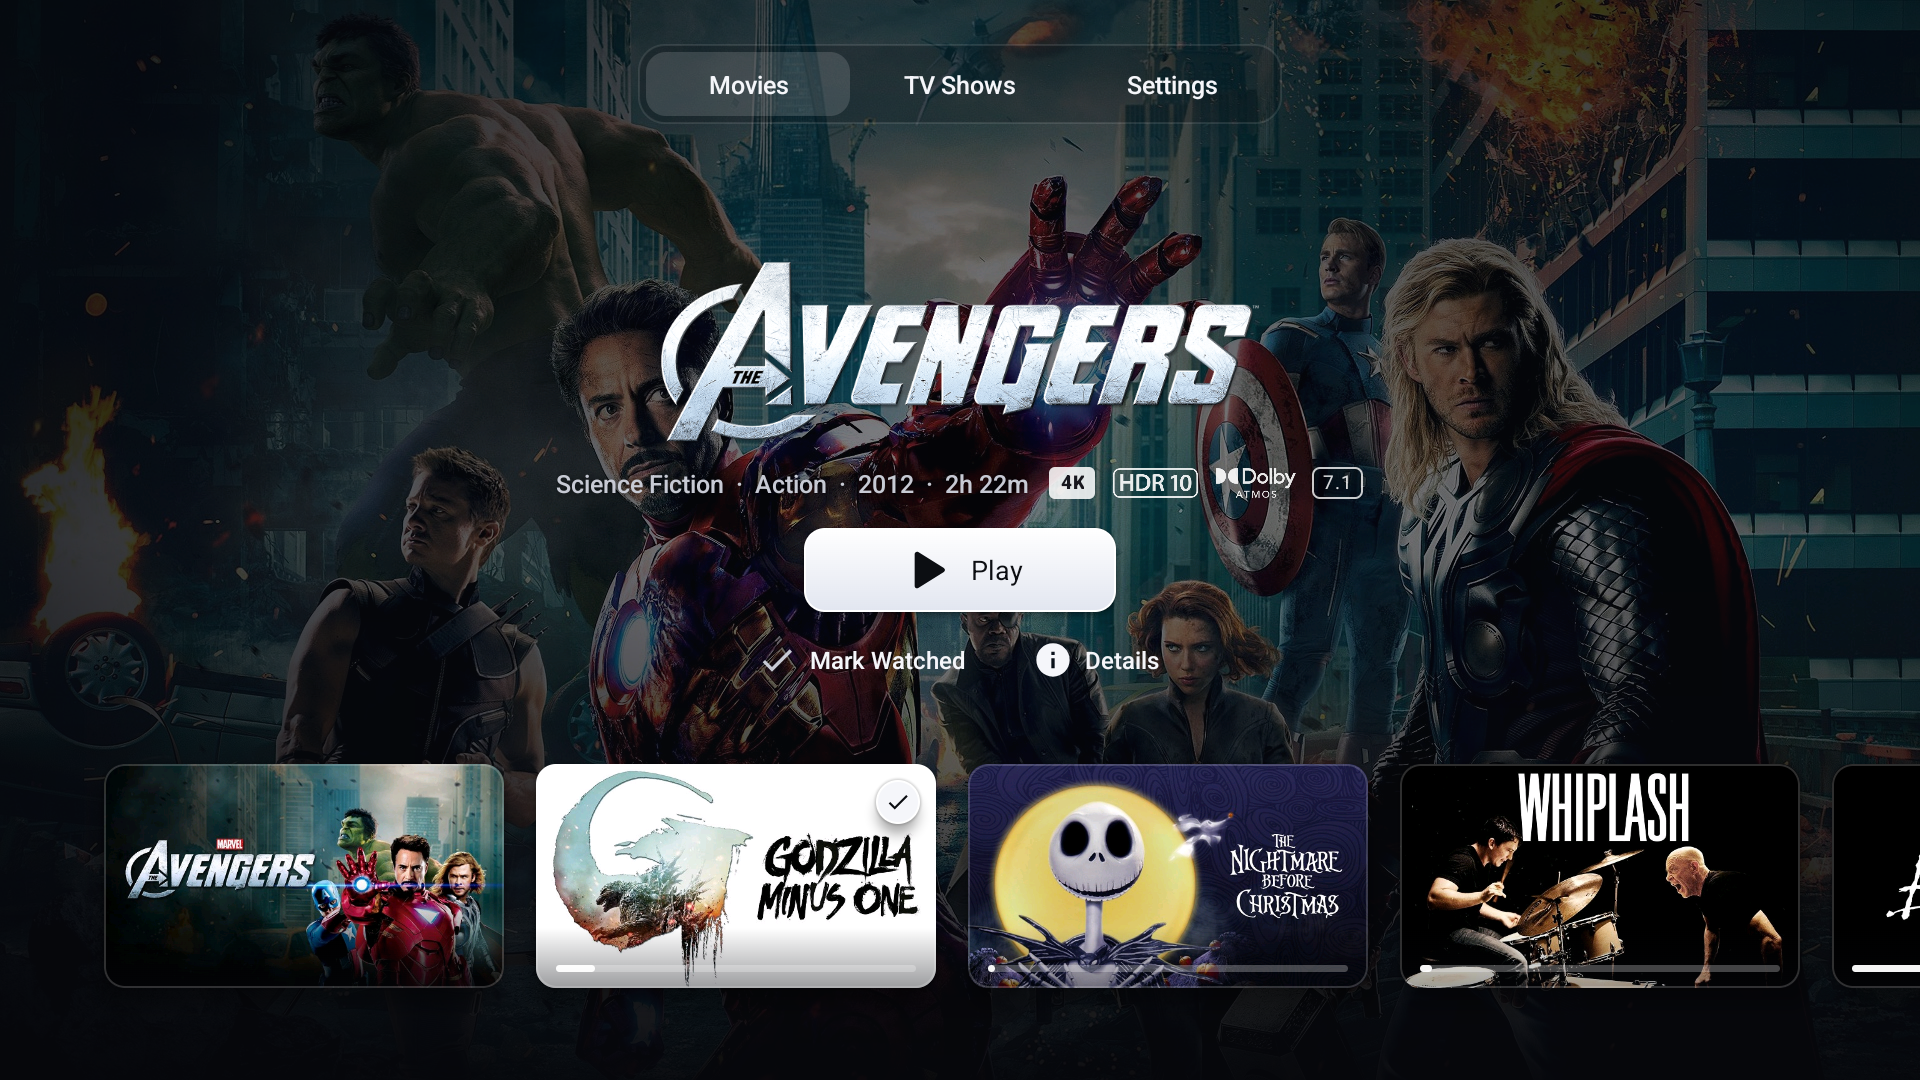 Movies
TV Shows
Settings
THE AVENGERS
Science Fiction · Action · 2012 · 2h 22m 4K HDR 10 Dolby ATMOS 7.1
Play
Mark Watched
Details
MARVEL
THE AVENGERS
GODZILLA
MINUS ONE
THE
NIGHTMARE
BEFORE
CHRISTMAS
WHIPLASH